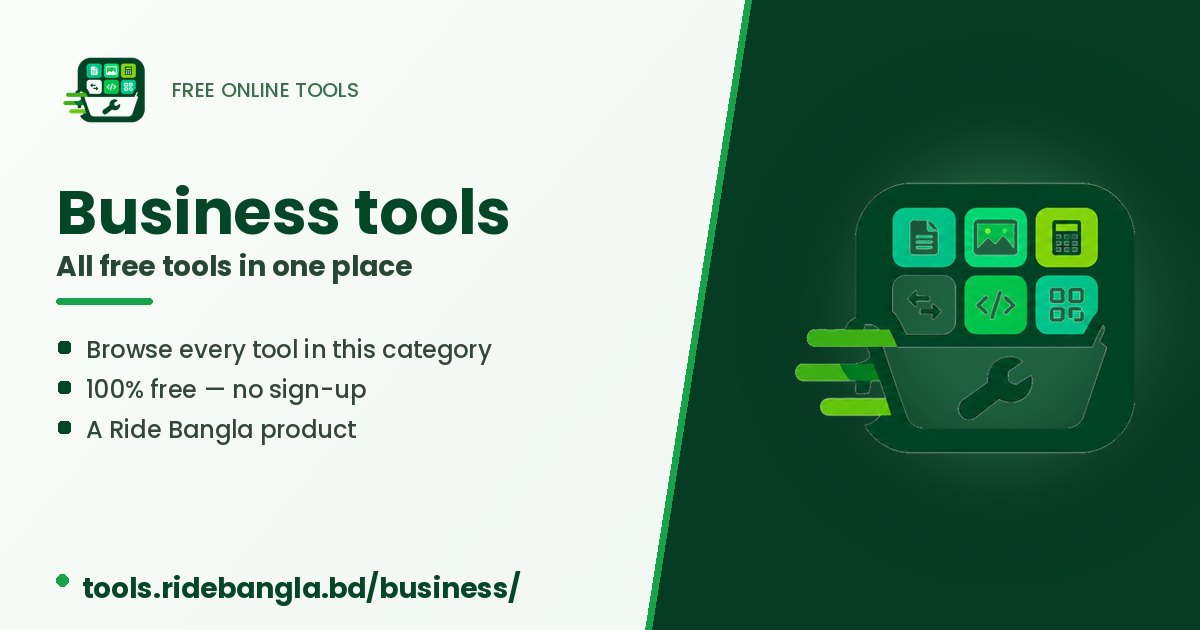 FREE ONLINE TOOLS
Business tools
All free tools in one place
Browse every tool in this category
100% free — no sign-up
A Ride Bangla product
tools.ridebangla.bd/business/